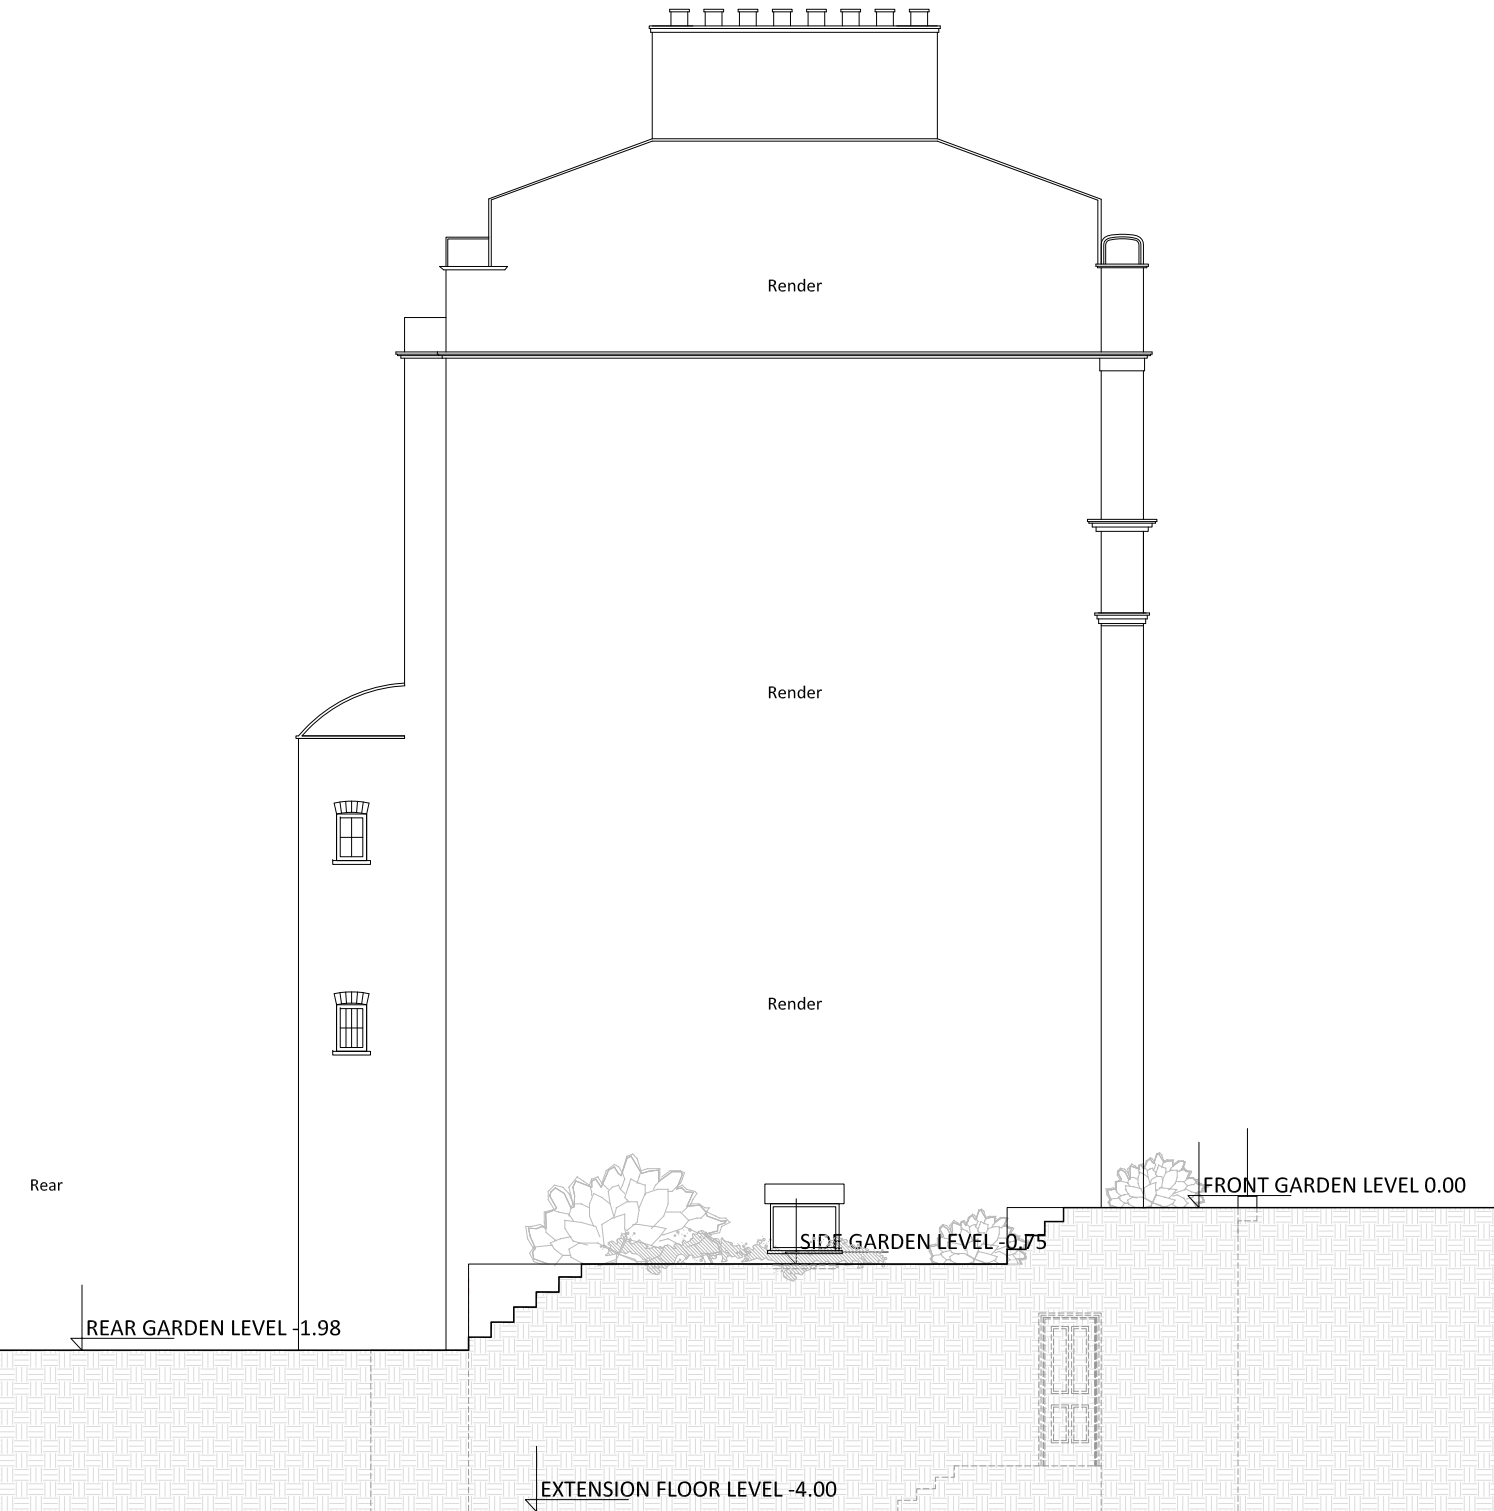 Render
Render
Render
Rear
FRONT GARDEN LEVEL 0.00
SIDE GARDEN LEVEL -0.75
REAR GARDEN LEVEL -1.98
EXTENSION FLOOR LEVEL -4.00